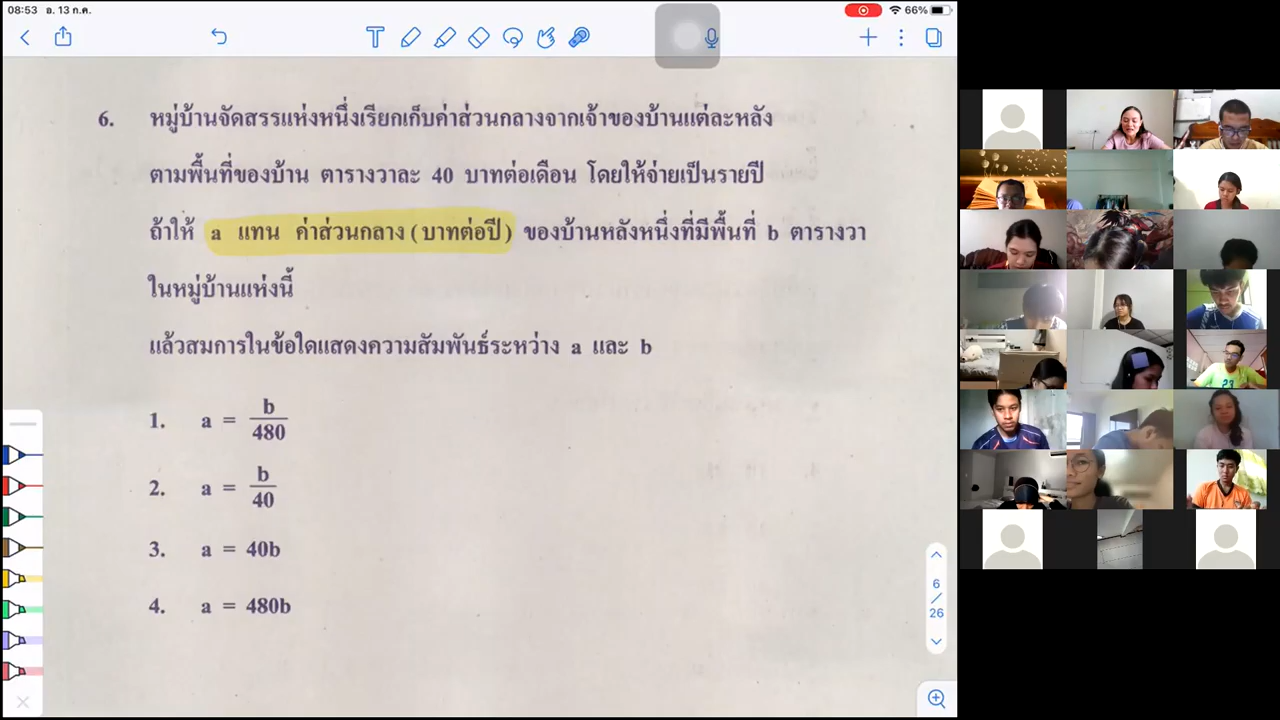 08:53 อ. 13 ก.ค.
66%
6. หมู่บ้านจัดสรรแห่งหนึ่งเรียกเก็บค่าส่วนกลางจากเจ้าของบ้านแต่ละหลัง
ตามพื้นที่ของบ้าน ตารางวาละ 40 บาทต่อเดือน โดยให้จ่ายเป็นรายปี
ถ้าให้ a แทน ค่าส่วนกลาง (บาทต่อปี) ของบ้านหลังหนึ่งที่มีพื้นที่ b ตารางวา
ในหมู่บ้านแห่งนี้
แล้วสมการในข้อใดแสดงความสัมพันธ์ระหว่าง a และ b
1. a = b/480
2. a = b/40
3. a = 40b
4. a = 480b
6
/
26